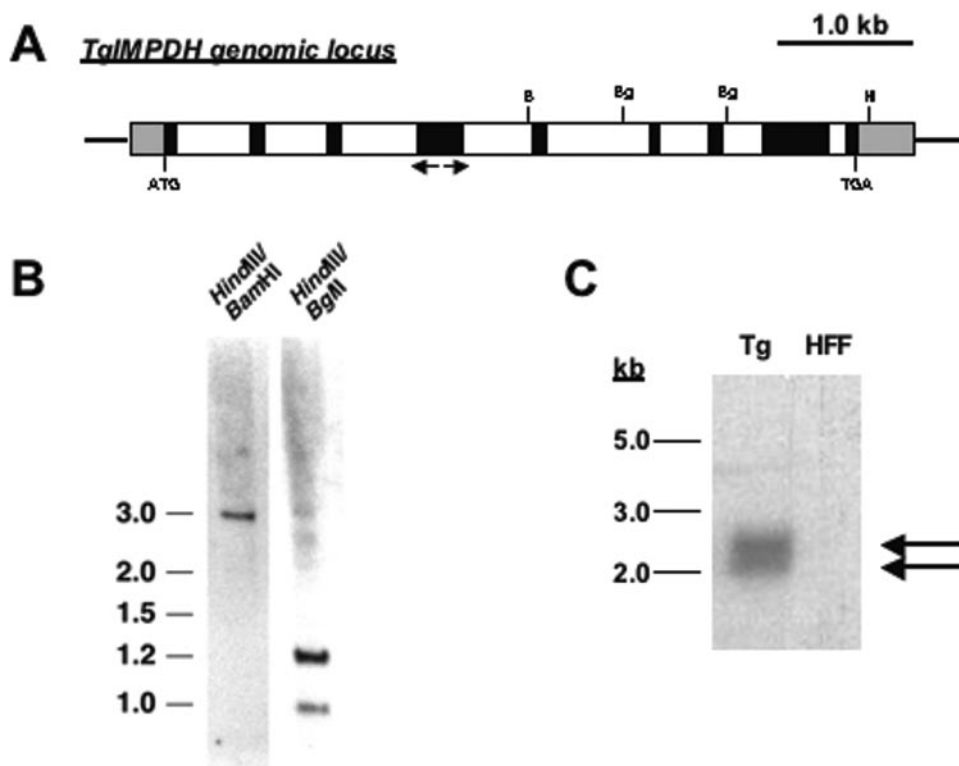 A
TgIMPDH genomic locus
1.0 kb
B Bg Bg H
ATG TGA
B
HindIII/
BamHI
HindIII/
BglII
3.0
2.0
1.5
1.2
1.0
C
Tg HFF
kb
5.0
3.0
2.0